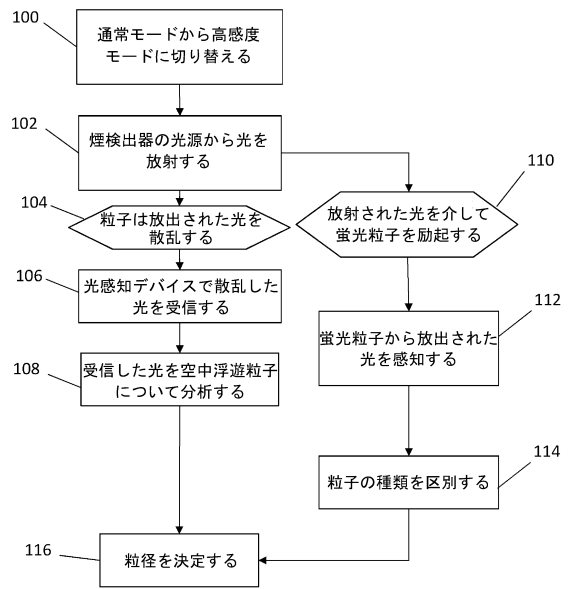 100
通常モードから高感度
モードに切り替える
102
煙検出器の光源から光を
放射する
104
粒子は放出された光を
散乱する
106
光感知デバイスで散乱した
光を受信する
108
受信した光を空中浮遊粒子
について分析する
110
放射された光を介して
蛍光粒子を励起する
112
蛍光粒子から放出された
光を感知する
114
粒子の種類を区別する
116
粒径を決定する